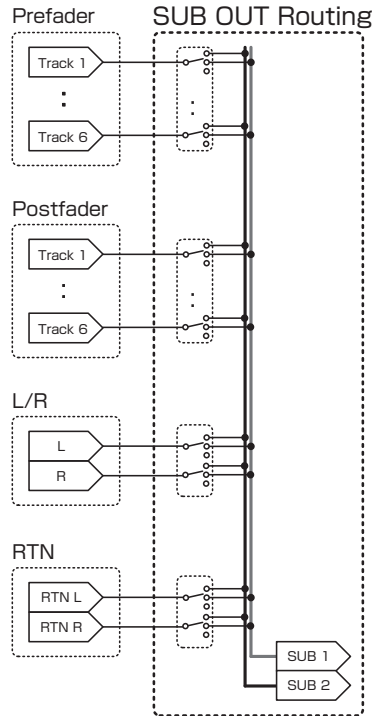 Prefader
SUB OUT Routing
Track 1
:
Track 6
:
Postfader
Track 1
:
Track 6
:
L/R
L
R
RTN
RTN L
RTN R
SUB 1
SUB 2